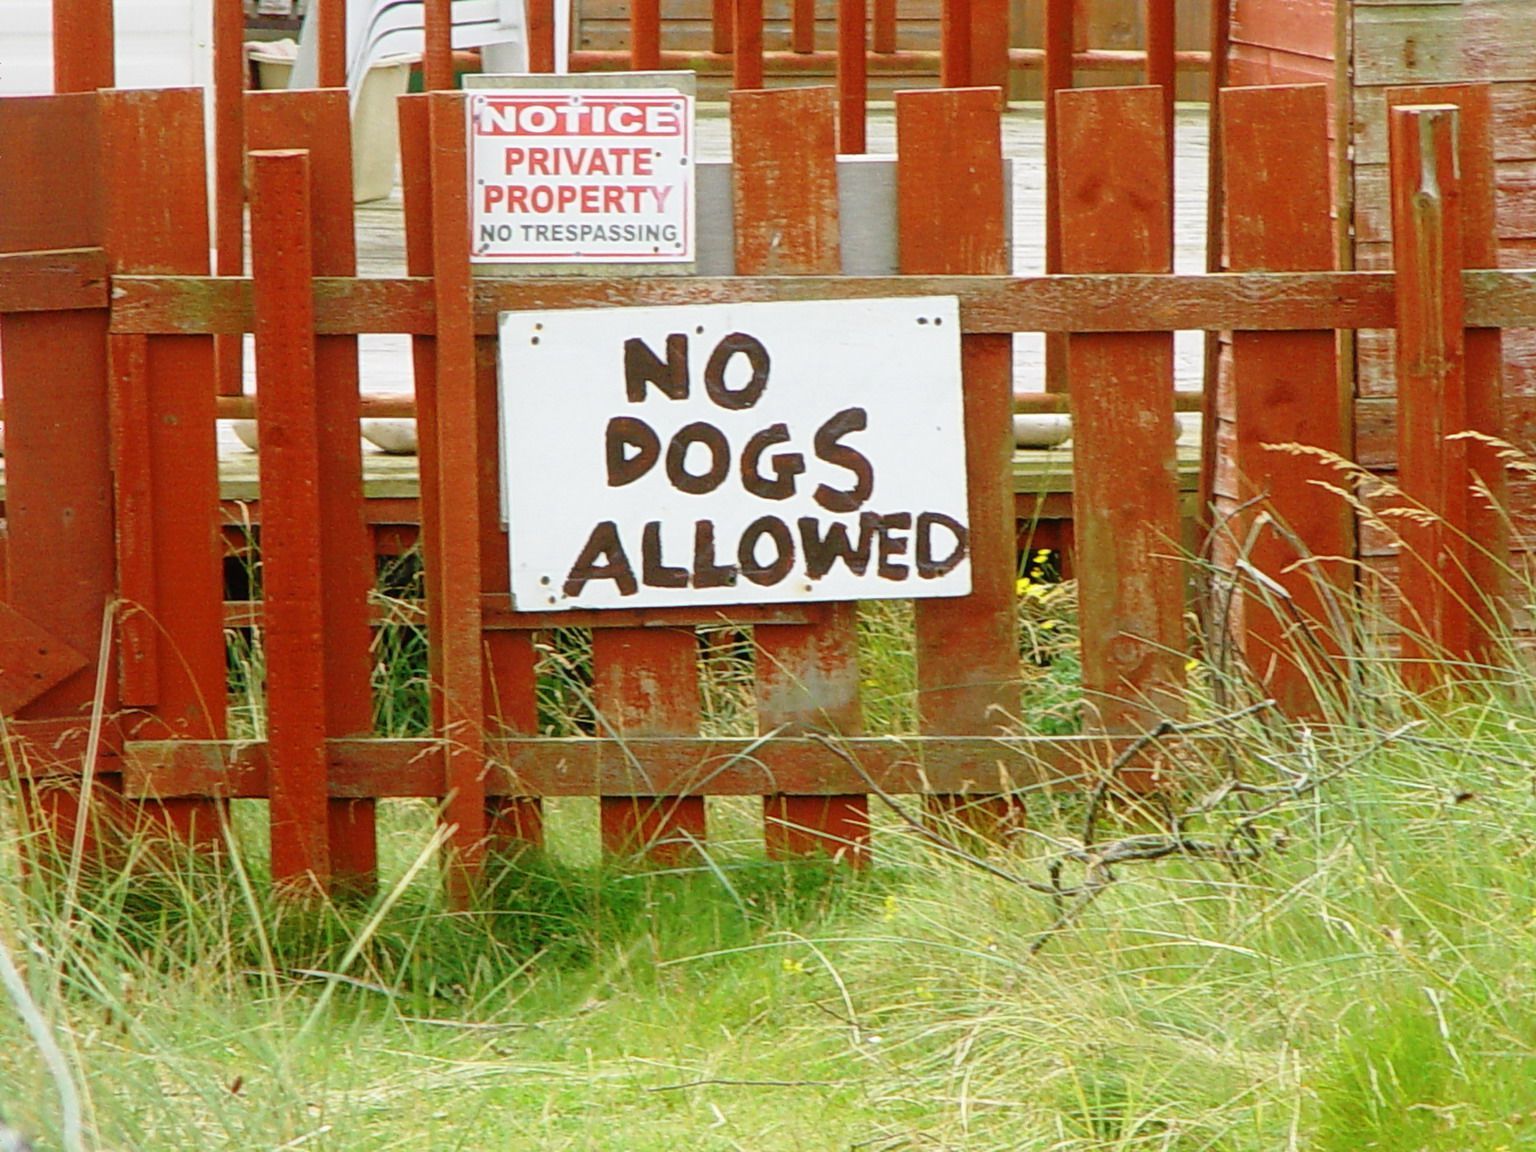 NOTICE
PRIVATE
PROPERTY
NO TRESPASSING
NO
DOGS
ALLOWED